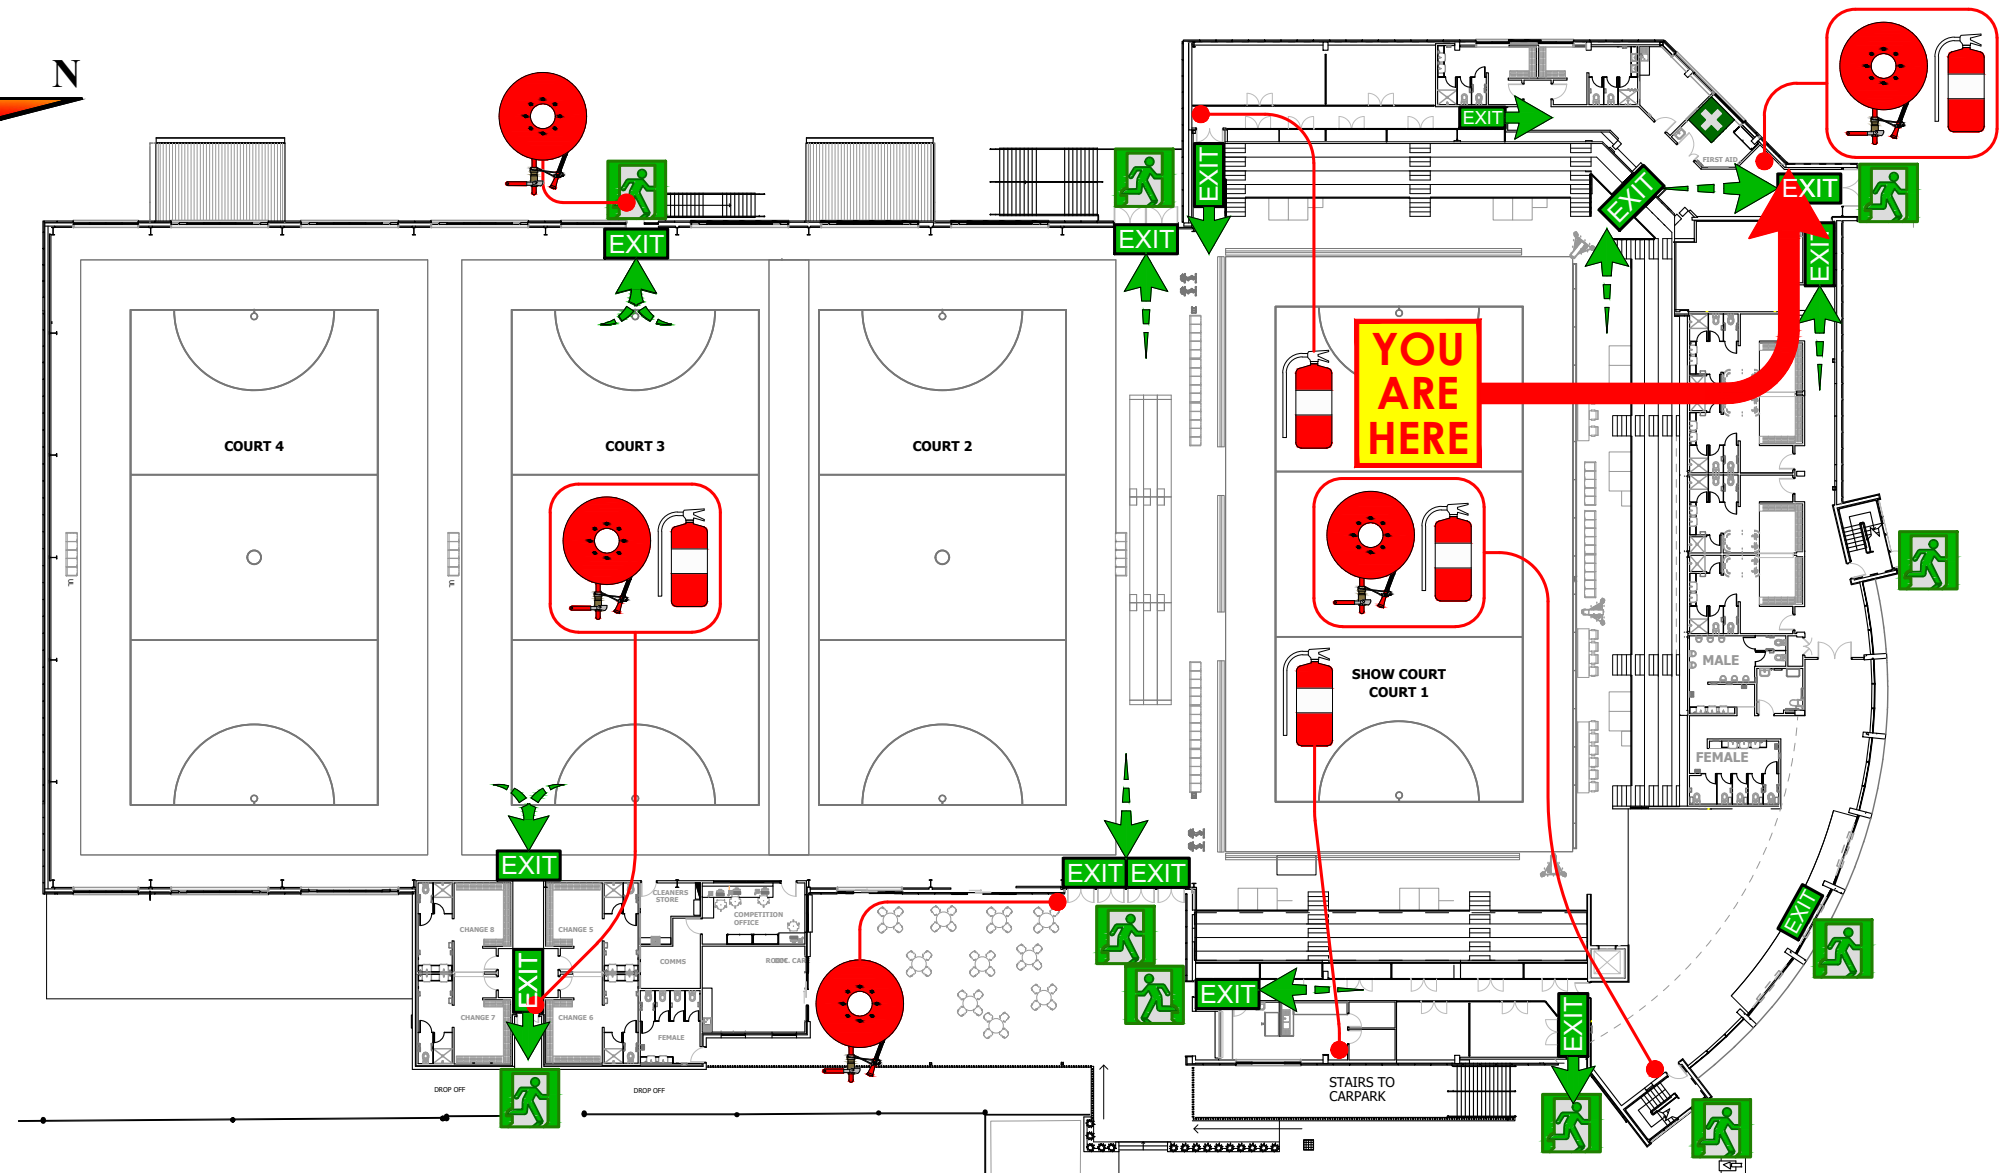 N
EXIT
FIRST AID
EXIT
EXIT
EXIT
EXIT
EXIT
EXIT
EXIT
YOU
ARE
HERE
COURT 4
COURT 3
COURT 2
MALE
SHOW COURT
COURT 1
FEMALE
EXIT
EXIT
EXIT
CLEANERS
STORE
COMPETITION
OFFICE
EXIT
CHANGE 8
CHANGE 5
COMMS
EXIT
EXIT
CHANGE 7
CHANGE 6
EXIT
FEMALE
DROP OFF
DROP OFF
STAIRS TO
CARPARK